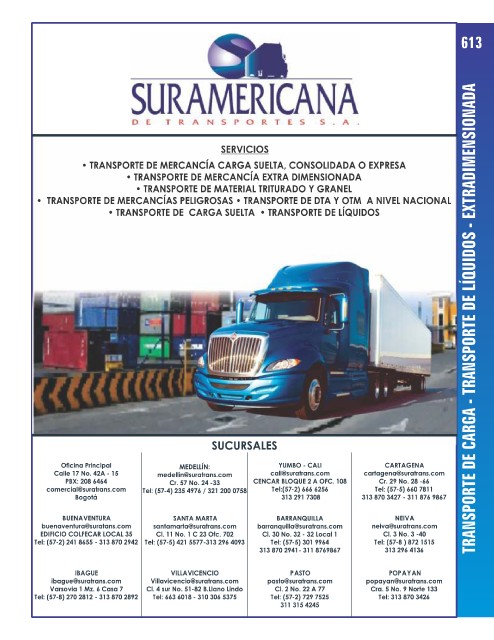 613
SURAMERICANA
DE TRANSPORTES S.A.
SERVICIOS
• TRANSPORTE DE MERCANCÍA CARGA SUELTA, CONSOLIDADA O EXPRESA
• TRANSPORTE DE MERCANCÍA EXTRA DIMENSIONADA
• TRANSPORTE DE MATERIAL TRITURADO Y GRANEL
• TRANSPORTE DE MERCANCÍAS PELIGROSAS • TRANSPORTE DE DTA Y OTM A NIVEL NACIONAL
• TRANSPORTE DE CARGA SUELTA • TRANSPORTE DE LÍQUIDOS
TRANSPORTE DE CARGA - TRANSPORTE DE LÍQUIDOS - EXTRADIMENSIONADA
SUCURSALES
Oficina Principal
Calle 17 No. 42A - 15
PBX: 208 6464
comercial@suratrans.com
Bogotá
MEDELLÍN:
medellin@suratrans.com
Cr. 57 No. 24 -33
Tel: (57-4) 235 4976 / 321 200 0758
YUMBO - CALI
cali@suratrans.com
CENCAR BLOQUE 2 A OFC. 108
Tel:(57-2) 666 6256
313 291 7308
CARTAGENA
cartagena@suratrans.com
Cr. 29 No. 28 -66
Tel: (57-5) 660 7811
313 870 3427 - 311 876 9867
BUENAVENTURA
buenaventura@suratrans.com
EDIFICIO COLFECAR LOCAL 35
Tel: (57-2) 241 8655 - 313 870 2942
SANTA MARTA
santamarta@suratrans.com
Cl. 11 No. 1 C 23 Ofc. 702
Tel: (57-5) 421 5577-313 296 4093
BARRANQUILLA
barranquilla@suratrans.com
Cl. 30 No. 32 - 32 Local 1
Tel: (57-5) 301 9964
313 870 2941 - 311 8769867
NEIVA
neiva@suratrans.com
Cl. 3 No. 3 -40
Tel: (57-8 ) 872 1515
313 296 4136
IBAGUE
ibague@suratrans.com
Varsovia 1 Mz. 6 Casa 7
Tel: (57-8) 270 2812 - 313 870 2892
VILLAVICENCIO
Villavicencio@suratrans.com
Cl. 4 sur No. 51-82 B.Llano Lindo
Tel: 663 6018 - 310 306 5375
PASTO
pasto@suratrans.com
Cl. 2 No. 22 A 77
Tel: (57-2) 729 7525
311 315 4245
POPAYAN
popayan@suratrans.com
Cra. 5 No. 9 Norte 133
Tel: 313 870 3426